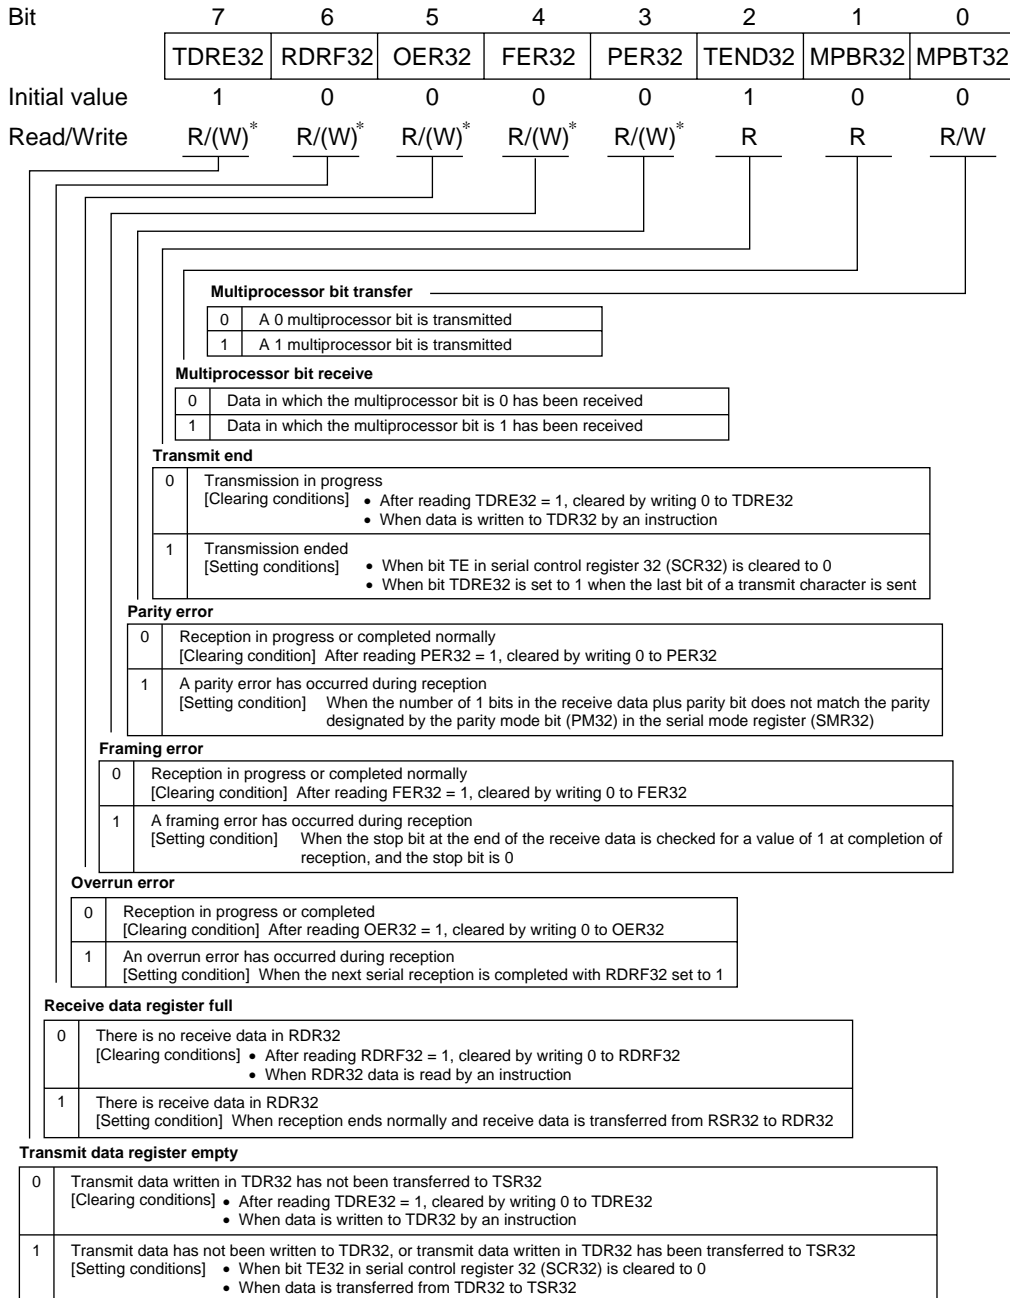 Bit 7 6 5 4 3 2 1 0
TDRE32 RDRF32 OER32 FER32 PER32 TEND32 MPBR32 MPBT32
Initial value 1 0 0 0 0 1 0 0
Read/Write R/(W)* R/(W)* R/(W)* R/(W)* R/(W)* R R R/W
Multiprocessor bit transfer
0 A 0 multiprocessor bit is transmitted
1 A 1 multiprocessor bit is transmitted
Multiprocessor bit receive
0 Data in which the multiprocessor bit is 0 has been received
1 Data in which the multiprocessor bit is 1 has been received
Transmit end
0 Transmission in progress
[Clearing conditions] • After reading TDRE32 = 1, cleared by writing 0 to TDRE32
• When data is written to TDR32 by an instruction
1 Transmission ended
[Setting conditions] • When bit TE in serial control register 32 (SCR32) is cleared to 0
• When bit TDRE32 is set to 1 when the last bit of a transmit character is sent
Parity error
0 Reception in progress or completed normally
[Clearing condition] After reading PER32 = 1, cleared by writing 0 to PER32
1 A parity error has occurred during reception
[Setting condition] When the number of 1 bits in the receive data plus parity bit does not match the parity
designated by the parity mode bit (PM32) in the serial mode register (SMR32)
Framing error
0 Reception in progress or completed normally
[Clearing condition] After reading FER32 = 1, cleared by writing 0 to FER32
1 A framing error has occurred during reception
[Setting condition] When the stop bit at the end of the receive data is checked for a value of 1 at completion of
reception, and the stop bit is 0
Overrun error
0 Reception in progress or completed
[Clearing condition] After reading OER32 = 1, cleared by writing 0 to OER32
1 An overrun error has occurred during reception
[Setting condition] When the next serial reception is completed with RDRF32 set to 1
Receive data register full
0 There is no receive data in RDR32
[Clearing conditions] • After reading RDRF32 = 1, cleared by writing 0 to RDRF32
• When RDR32 data is read by an instruction
1 There is receive data in RDR32
[Setting condition] When reception ends normally and receive data is transferred from RSR32 to RDR32
Transmit data register empty
0 Transmit data written in TDR32 has not been transferred to TSR32
[Clearing conditions] • After reading TDRE32 = 1, cleared by writing 0 to TDRE32
• When data is written to TDR32 by an instruction
1 Transmit data has not been written to TDR32, or transmit data written in TDR32 has been transferred to TSR32
[Setting conditions] • When bit TE32 in serial control register 32 (SCR32) is cleared to 0
• When data is transferred from TDR32 to TSR32